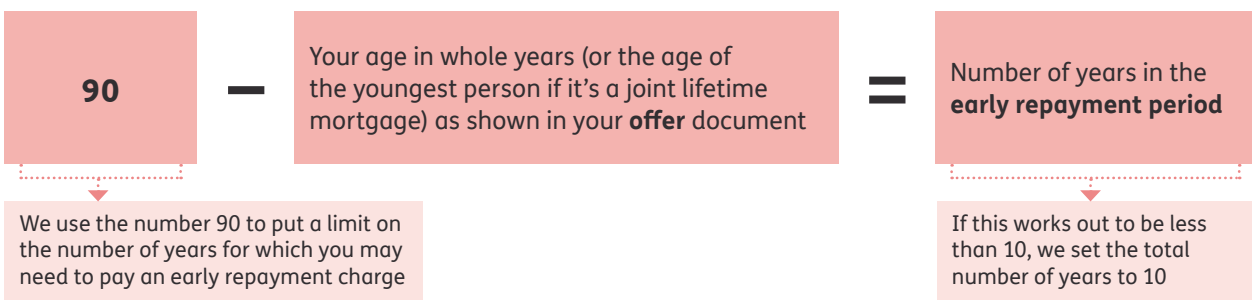 90
–
Your age in whole years (or the age of
the youngest person if it's a joint lifetime
mortgage) as shown in your offer document
=
Number of years in the
early repayment period
We use the number 90 to put a limit on
the number of years for which you may
need to pay an early repayment charge
If this works out to be less
than 10, we set the total
number of years to 10